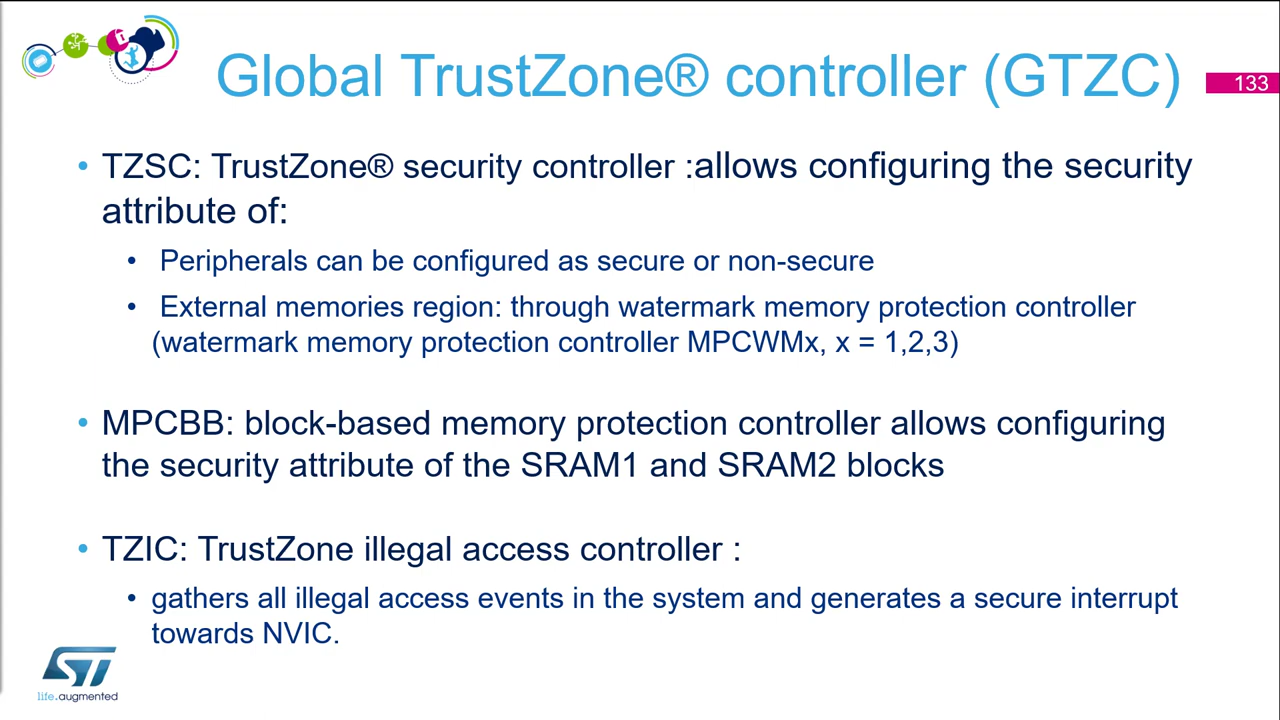 Global TrustZone® controller (GTZC)
133
• TZSC: TrustZone® security controller :allows configuring the security
attribute of:
• Peripherals can be configured as secure or non-secure
• External memories region: through watermark memory protection controller
(watermark memory protection controller MPCWMx, x = 1,2,3)
• MPCBB: block-based memory protection controller allows configuring
the security attribute of the SRAM1 and SRAM2 blocks
• TZIC: TrustZone illegal access controller :
• gathers all illegal access events in the system and generates a secure interrupt
towards NVIC.
ST
life.augmented